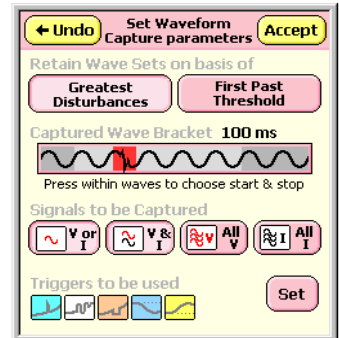 ← Undo
Set Waveform
Capture parameters
Accept
Retain Wave Sets on basis of
Greatest
Disturbances
First Past
Threshold
Captured Wave Bracket 100 ms
Press within waves to choose start & stop
Signals to be Captured
V or
I
V &
I
V
All
V
I
All
I
Triggers to be used
Set